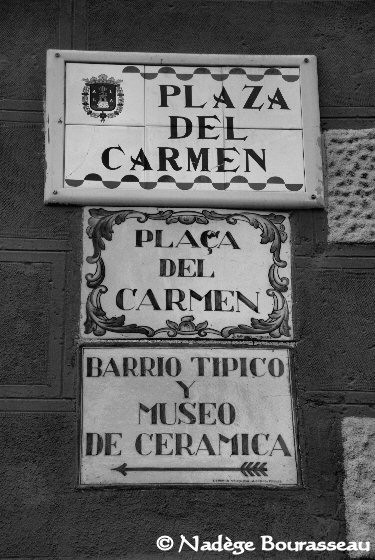 PLAZA
DEL
CARMEN
PLAÇA
DEL
CARMEN
BARRIO TIPICO
Y
MUSEO
DE CERAMICA
© Nadège Bourasseau